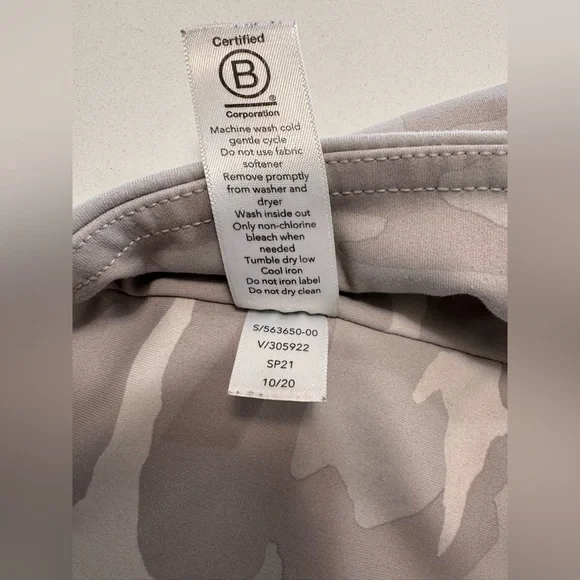 Certified
B
®
Corporation
Machine wash cold
gentle cycle
Do not use fabric
softener
Remove promptly
from washer and
dryer
Wash inside out
Only non-chlorine
bleach when
needed
Tumble dry low
Cool iron
Do not iron label
Do not dry clean
S/563650-00
V/305922
SP21
10/20